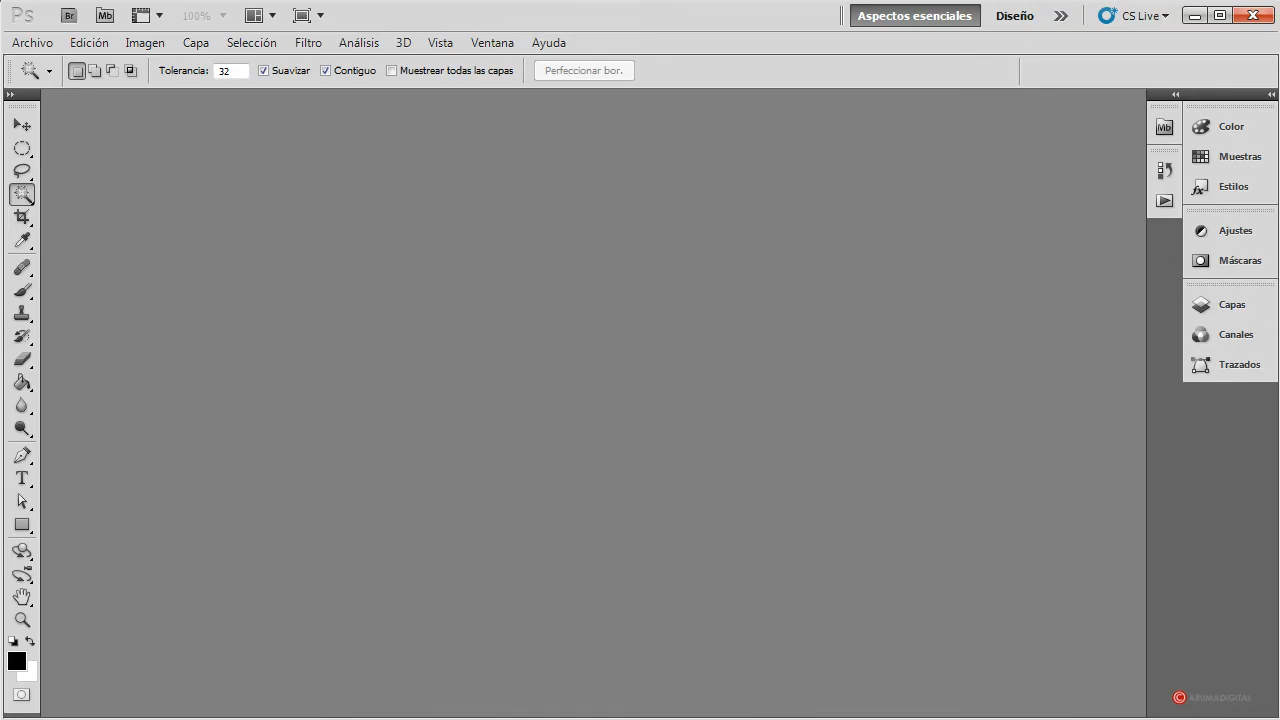 Ps Br Mb 100% Aspectos esenciales Diseño CS Live
Archivo Edición Imagen Capa Selección Filtro Análisis 3D Vista Ventana Ayuda
Tolerancia: 32 Suavizar Contiguo Muestrear todas las capas Perfeccionar bor.
Mb
Color
Muestras
Estilos
Ajustes
Máscaras
Capas
Canales
Trazados
T
© ARUMADIGITAL